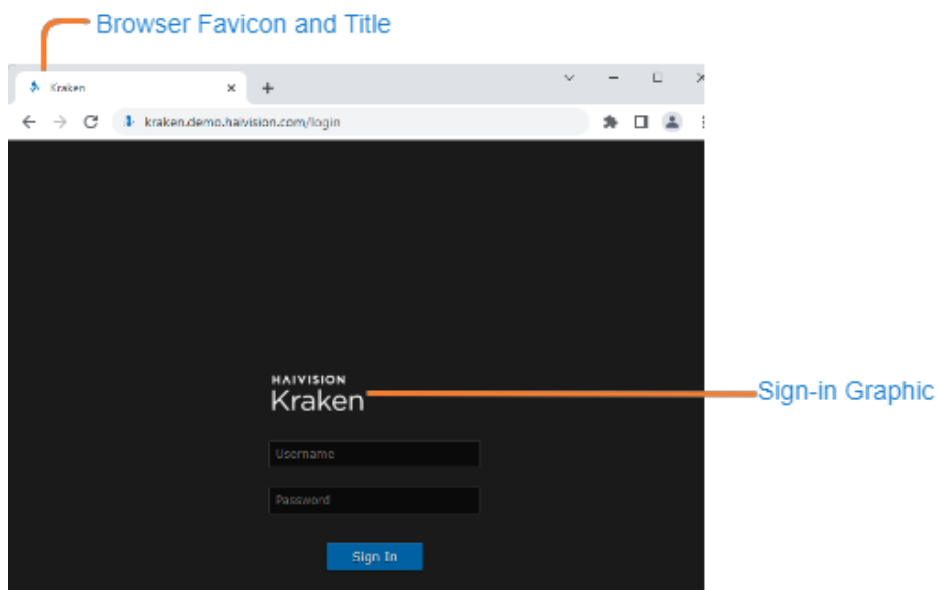 Browser Favicon and Title
Kraken
kraken.demo.haivision.com/login
HAIVISION
Kraken
Sign-in Graphic
Username
Password
Sign In